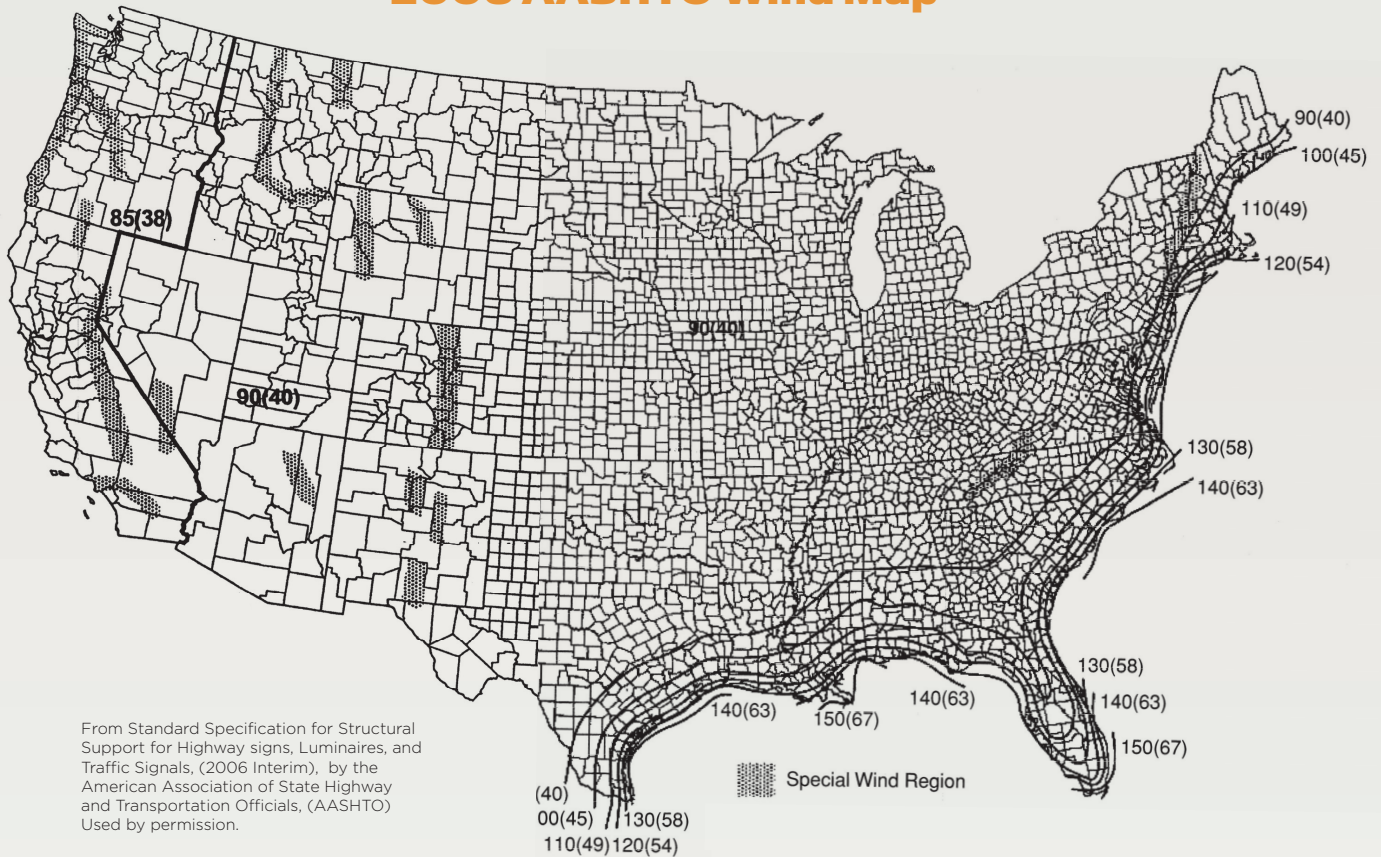 AASHTO Wind Map
90(40)
100(45)
110(49)
120(54)
85(38)
90(40)
90(40)
130(58)
140(63)
130(58)
140(63)
150(67)
140(63)
150(67)
140(63)
Special Wind Region
(40)
00(45)
130(58)
110(49)
120(54)
From Standard Specification for Structural
Support for Highway signs, Luminaires, and
Traffic Signals, (2006 Interim), by the
American Association of State Highway
and Transportation Officials, (AASHTO)
Used by permission.